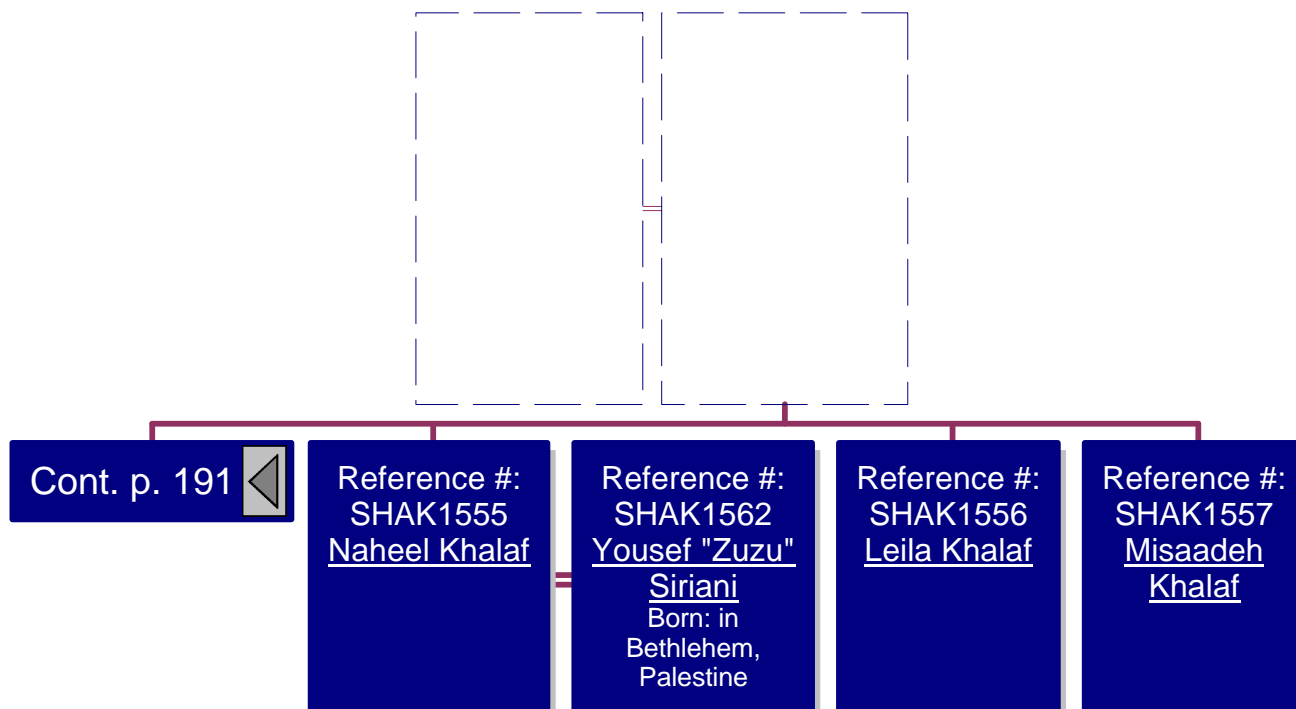 Cont. p. 191
Reference #:
SHAK1555
Naheel Khalaf
Reference #:
SHAK1562
Yousef "Zuzu"
Siriani
Born: in
Bethlehem,
Palestine
Reference #:
SHAK1556
Leila Khalaf
Reference #:
SHAK1557
Misaadeh
Khalaf